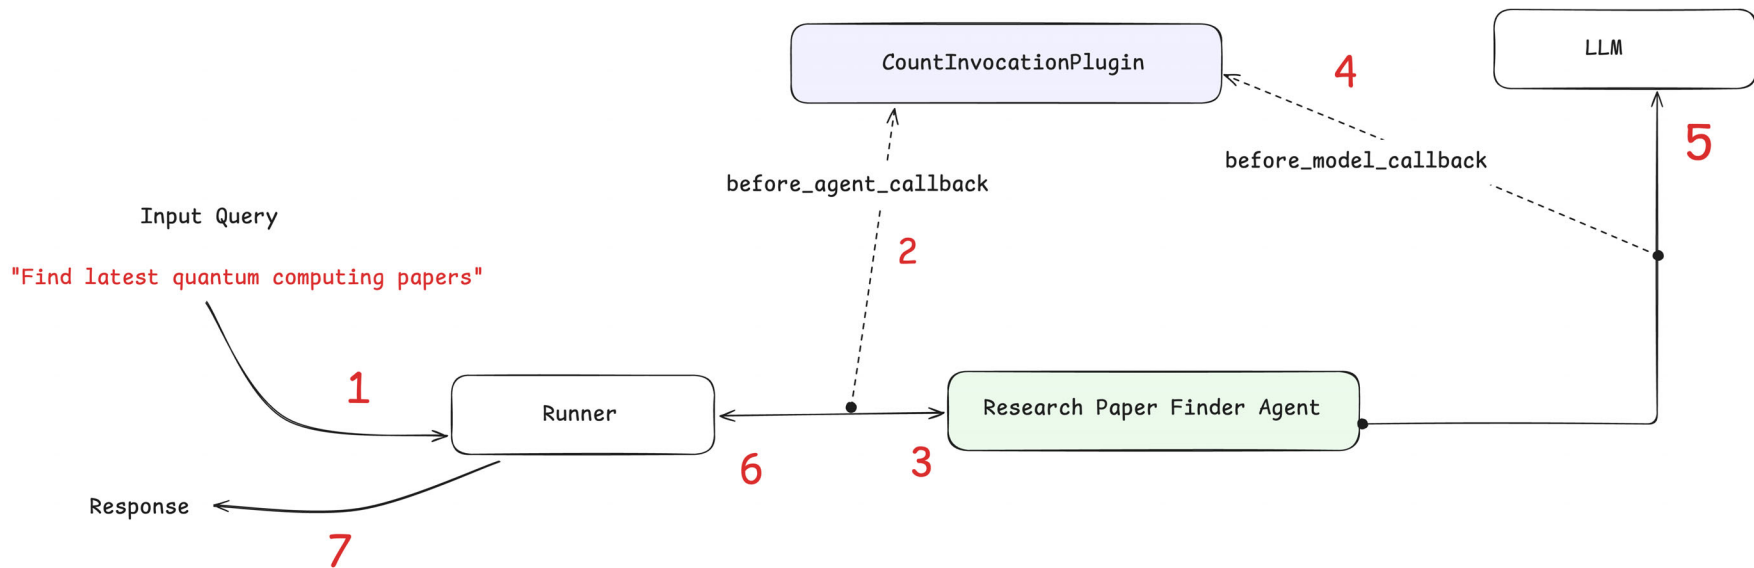 CountInvocationPlugin
LLM
4
5
before_model_callback
before_agent_callback
Input Query
2
"Find latest quantum computing papers"
1
Runner
Research Paper Finder Agent
6
3
Response
7